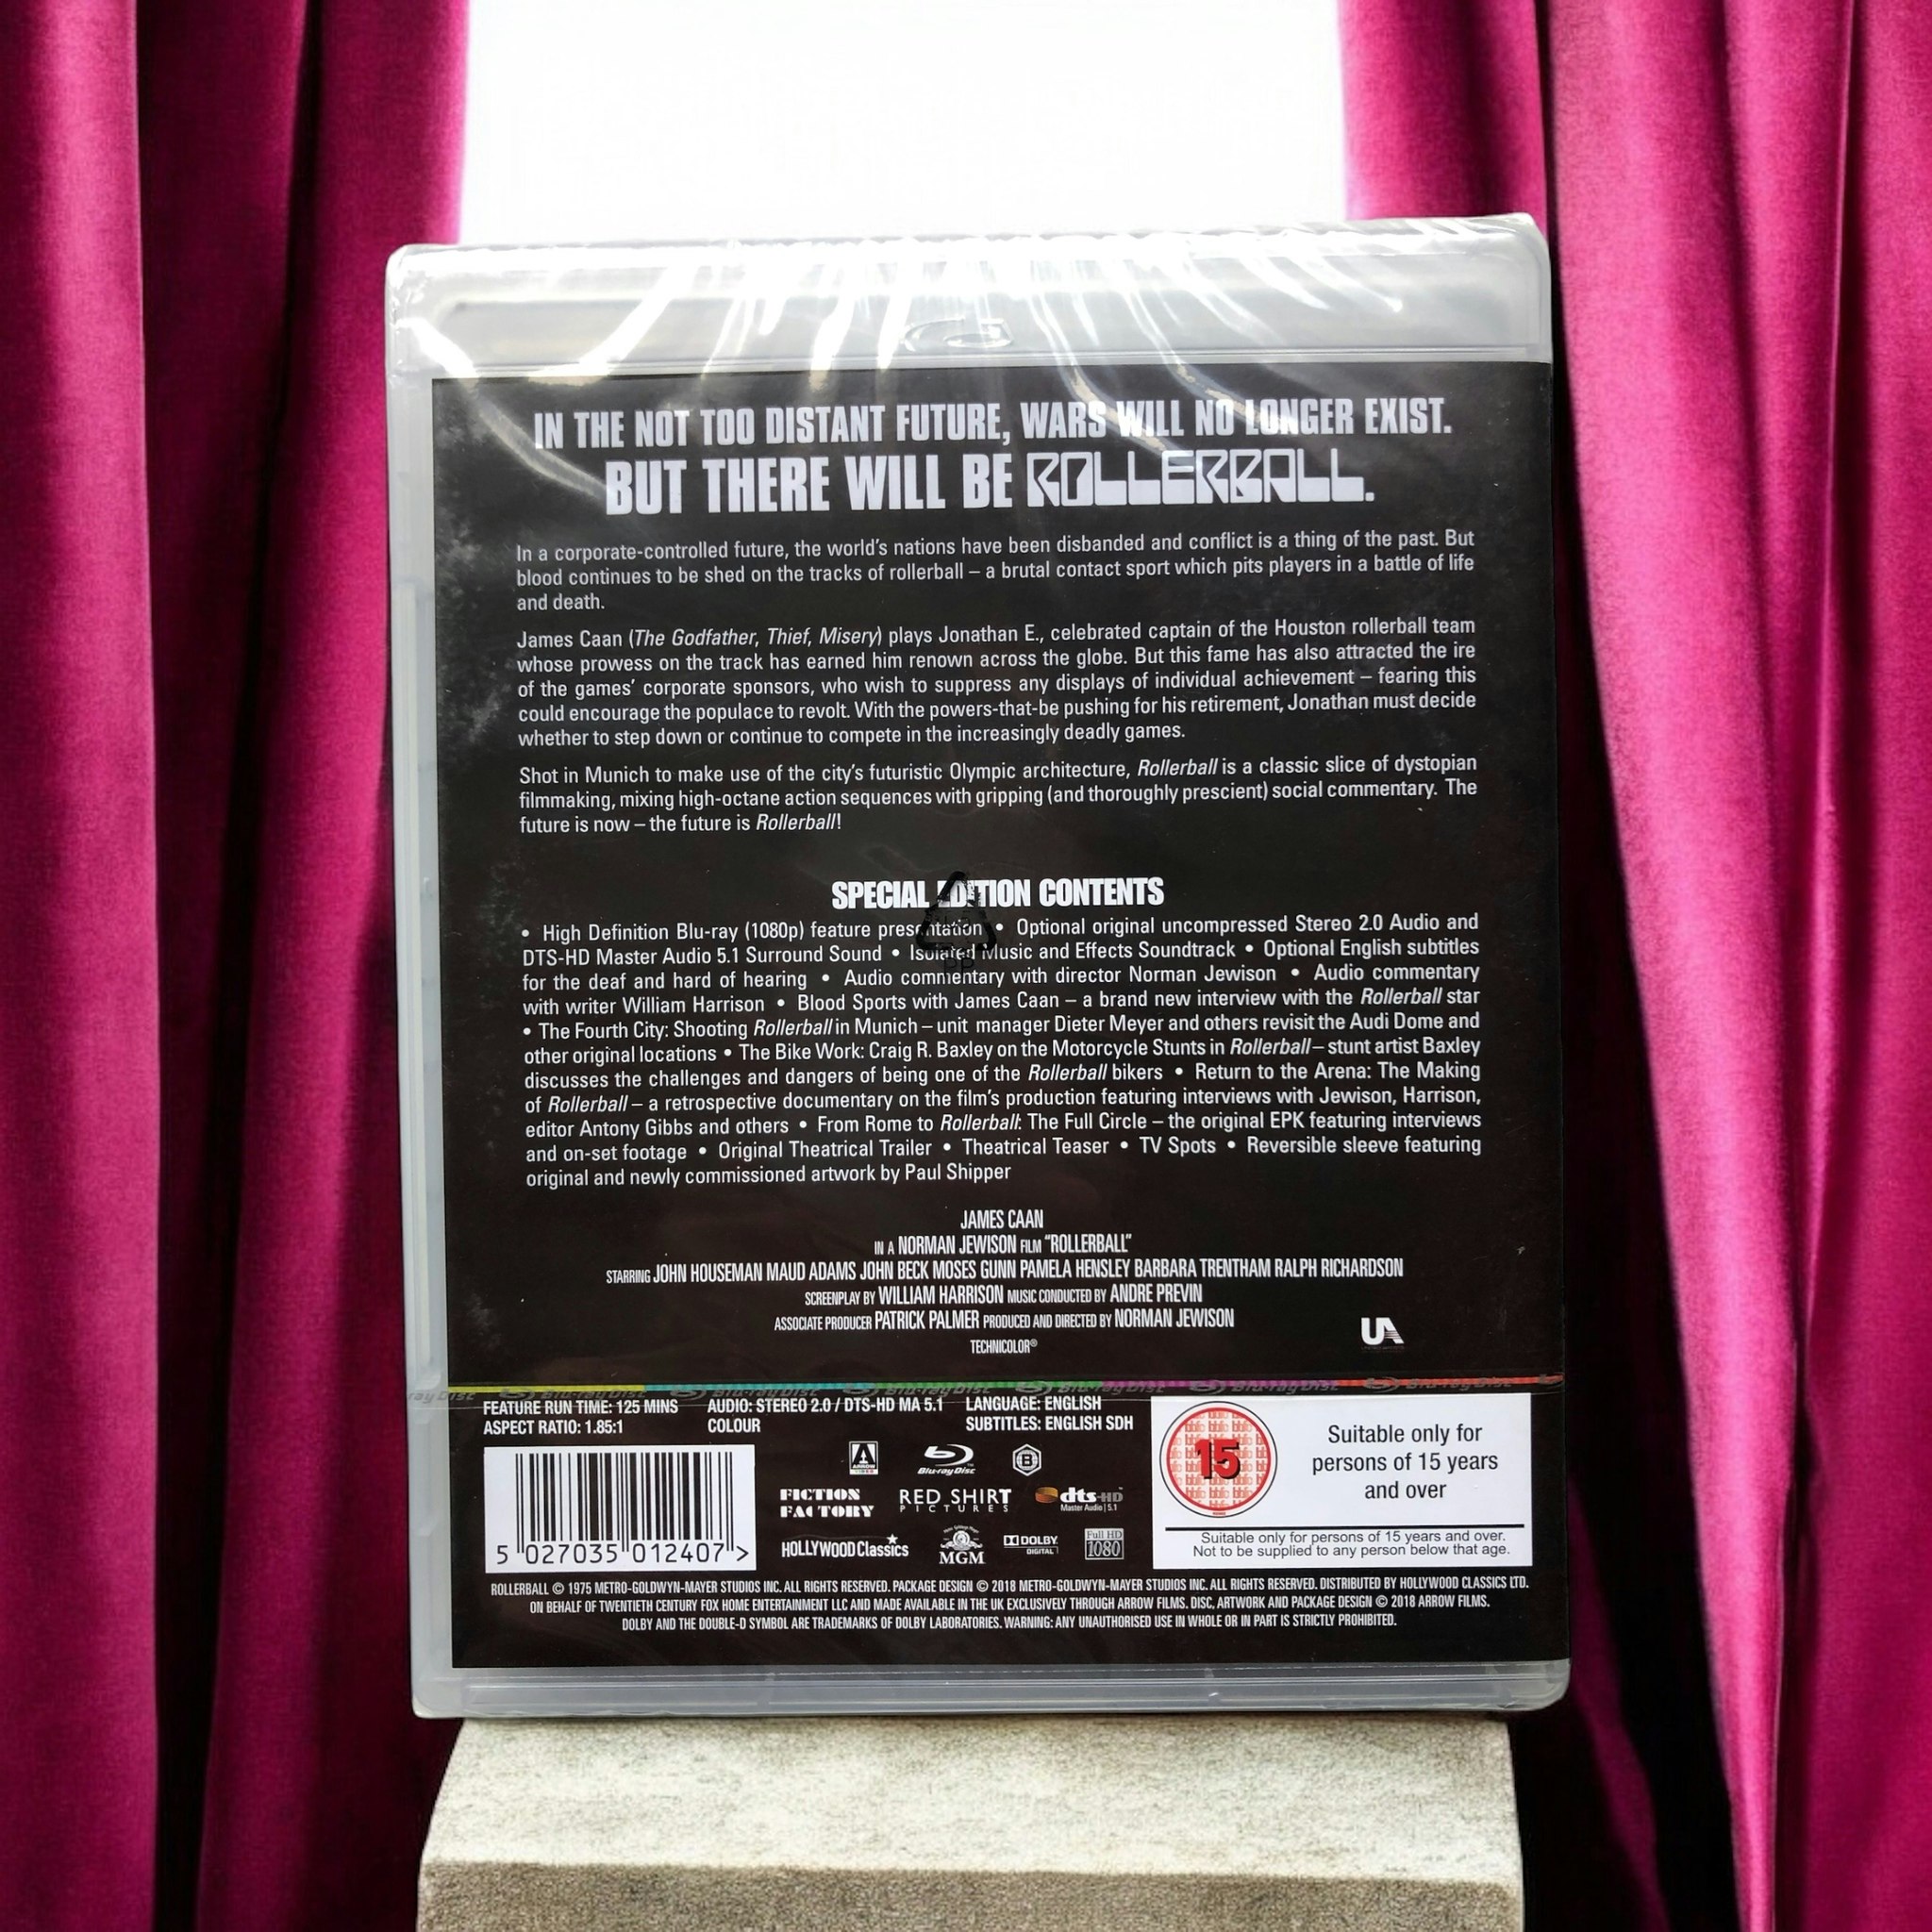 IN THE NOT TOO DISTANT FUTURE, WARS WILL NO LONGER EXIST.
BUT THERE WILL BE ROLLERBALL.
In a corporate-controlled future, the world's nations have been disbanded and conflict is a thing of the past. But
blood continues to be shed on the tracks of rollerball – a brutal contact sport which pits players in a battle of life
and death.
James Caan (The Godfather, Thief, Misery) plays Jonathan E., celebrated captain of the Houston rollerball team
whose prowess on the track has earned him renown across the globe. But this fame has also attracted the ire
of the games' corporate sponsors, who wish to suppress any displays of individual achievement – fearing this
could encourage the populace to revolt. With the powers-that-be pushing for his retirement, Jonathan must decide
whether to step down or continue to compete in the increasingly deadly games.
Shot in Munich to make use of the city's futuristic Olympic architecture, Rollerball is a classic slice of dystopian
filmmaking, mixing high-octane action sequences with gripping (and thoroughly prescient) social commentary. The
future is now – the future is Rollerball!
SPECIAL EDITION CONTENTS
• High Definition Blu-ray (1080p) feature presentation • Optional original uncompressed Stereo 2.0 Audio and
DTS-HD Master Audio 5.1 Surround Sound • Isolated Music and Effects Soundtrack • Optional English subtitles
for the deaf and hard of hearing • Audio commentary with director Norman Jewison • Audio commentary
with writer William Harrison • Blood Sports with James Caan – a brand new interview with the Rollerball star
• The Fourth City: Shooting Rollerball in Munich – unit manager Dieter Meyer and others revisit the Audi Dome and
other original locations • The Bike Work: Craig R. Baxley on the Motorcycle Stunts in Rollerball – stunt artist Baxley
discusses the challenges and dangers of being one of the Rollerball bikers • Return to the Arena: The Making
of Rollerball – a retrospective documentary on the film's production featuring interviews with Jewison, Harrison,
editor Antony Gibbs and others • From Rome to Rollerball: The Full Circle – the original EPK featuring interviews
and on-set footage • Original Theatrical Trailer • Theatrical Teaser • TV Spots • Reversible sleeve featuring
original and newly commissioned artwork by Paul Shipper
PP
JAMES CAAN
IN A NORMAN JEWISON FILM "ROLLERBALL"
STARRING JOHN HOUSEMAN MAUD ADAMS JOHN BECK MOSES GUNN PAMELA HENSLEY BARBARA TRENTHAM RALPH RICHARDSON
SCREENPLAY BY WILLIAM HARRISON MUSIC CONDUCTED BY ANDRE PREVIN
ASSOCIATE PRODUCER PATRICK PALMER PRODUCED AND DIRECTED BY NORMAN JEWISON
TECHNICOLOR®
UA
ray Disc Blu-ray Disc Blu-ray Disc Blu-ray Disc Blu-ray Disc Blu-ray Disc Blu-ray Disc
FEATURE RUN TIME: 125 MINS AUDIO: STEREO 2.0 / DTS-HD MA 5.1 LANGUAGE: ENGLISH
ASPECT RATIO: 1.85:1 COLOUR SUBTITLES: ENGLISH SDH
ARROW Blu-ray Disc B
FICTION FACTORY RED SHIRT PICTURES dts-HD Master Audio | 5.1
HOLLYWOOD Classics MGM DOLBY DIGITAL Full HD 1080
5 027035 012407 >
15
Suitable only for
persons of 15 years
and over
Suitable only for persons of 15 years and over.
Not to be supplied to any person below that age.
ROLLERBALL © 1975 METRO-GOLDWYN-MAYER STUDIOS INC. ALL RIGHTS RESERVED. PACKAGE DESIGN © 2018 METRO-GOLDWYN-MAYER STUDIOS INC. ALL RIGHTS RESERVED. DISTRIBUTED BY HOLLYWOOD CLASSICS LTD.
ON BEHALF OF TWENTIETH CENTURY FOX HOME ENTERTAINMENT LLC AND MADE AVAILABLE IN THE UK EXCLUSIVELY THROUGH ARROW FILMS. DISC, ARTWORK AND PACKAGE DESIGN © 2018 ARROW FILMS.
DOLBY AND THE DOUBLE-D SYMBOL ARE TRADEMARKS OF DOLBY LABORATORIES. WARNING: ANY UNAUTHORISED USE IN WHOLE OR IN PART IS STRICTLY PROHIBITED.